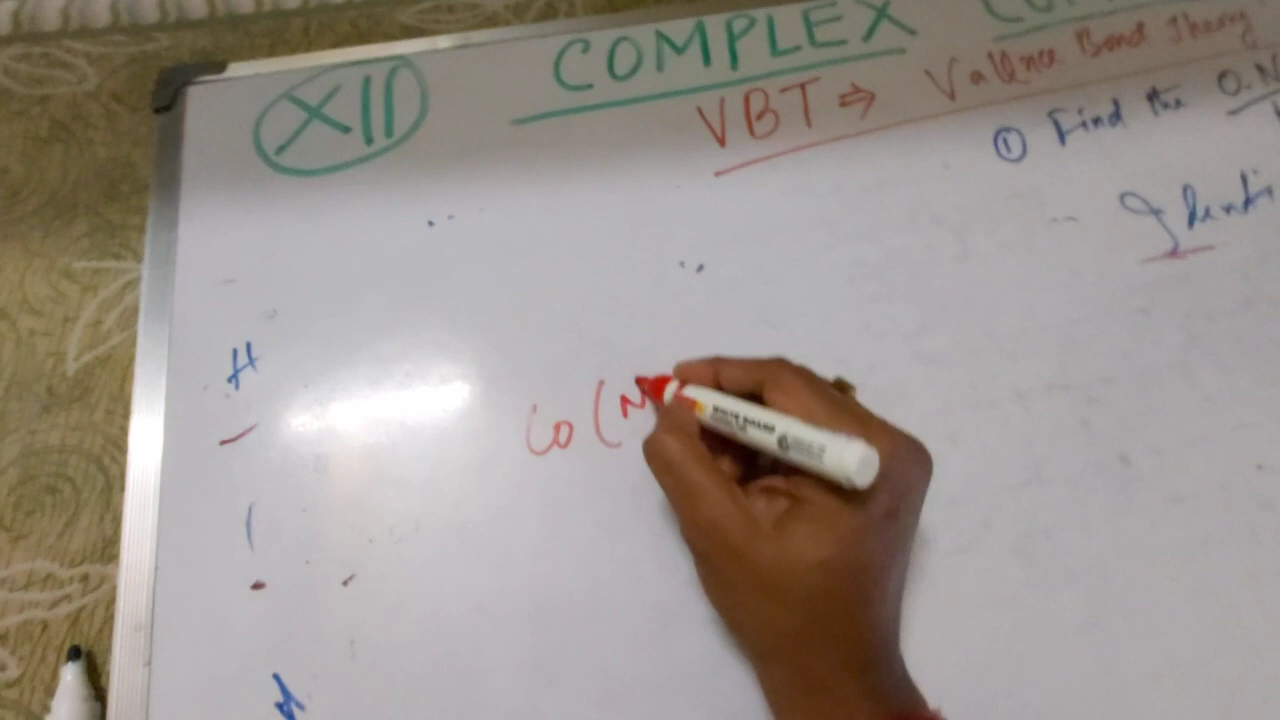 XII
COMPLEX
VBT ⇒ Valence Bond Theory
① Find the O.N
Identi
H
Co(N